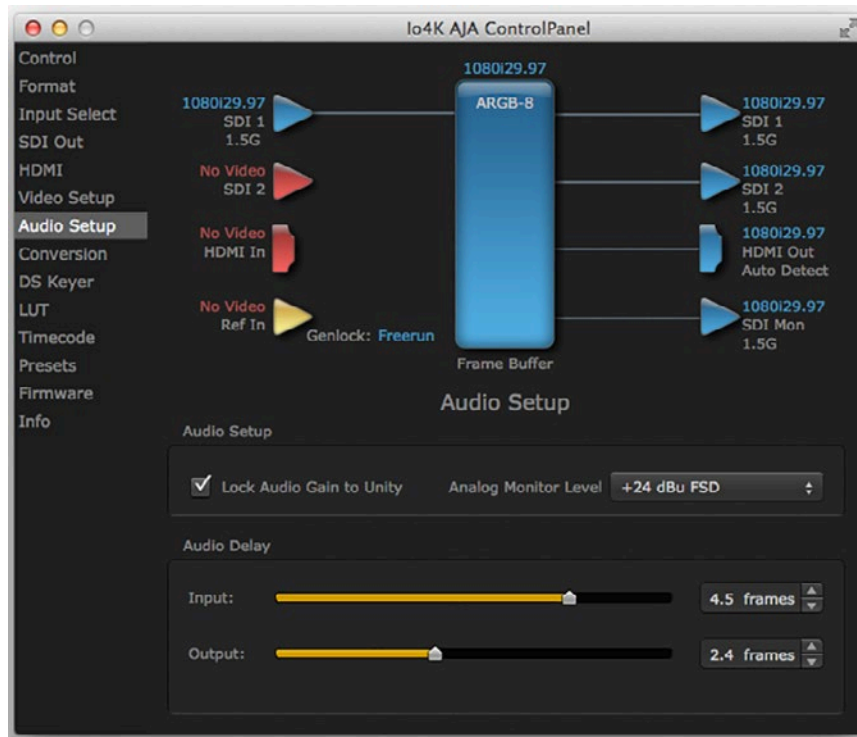 Io4K AJA ControlPanel
Control
Format
Input Select
SDI Out
HDMI
Video Setup
Audio Setup
Conversion
DS Keyer
LUT
Timecode
Presets
Firmware
Info
1080i29.97
ARGB-8
1080i29.97
SDI 1
1.5G
No Video
SDI 2
No Video
HDMI In
No Video
Ref In
Genlock: Freerun
Frame Buffer
1080i29.97
SDI 1
1.5G
1080i29.97
SDI 2
1.5G
1080i29.97
HDMI Out
Auto Detect
1080i29.97
SDI Mon
1.5G
Audio Setup
Audio Setup
Lock Audio Gain to Unity
Analog Monitor Level +24 dBu FSD
Audio Delay
Input: 4.5 frames
Output: 2.4 frames